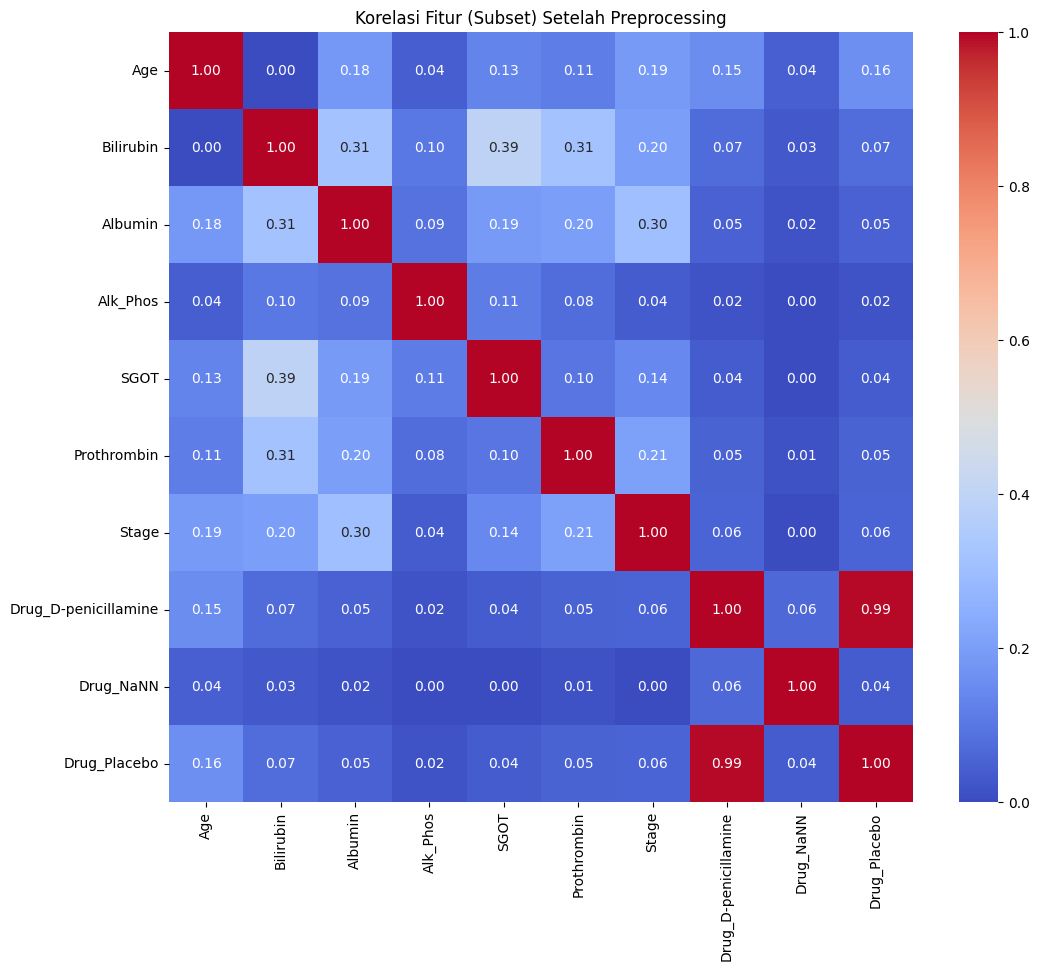 Korelasi Fitur (Subset) Setelah Preprocessing
Age 1.00 0.00 0.18 0.04 0.13 0.11 0.19 0.15 0.04 0.16
Bilirubin 0.00 1.00 0.31 0.10 0.39 0.31 0.20 0.07 0.03 0.07
Albumin 0.18 0.31 1.00 0.09 0.19 0.20 0.30 0.05 0.02 0.05
Alk_Phos 0.04 0.10 0.09 1.00 0.11 0.08 0.04 0.02 0.00 0.02
SGOT 0.13 0.39 0.19 0.11 1.00 0.10 0.14 0.04 0.00 0.04
Prothrombin 0.11 0.31 0.20 0.08 0.10 1.00 0.21 0.05 0.01 0.05
Stage 0.19 0.20 0.30 0.04 0.14 0.21 1.00 0.06 0.00 0.06
Drug_D-penicillamine 0.15 0.07 0.05 0.02 0.04 0.05 0.06 1.00 0.06 0.99
Drug_NaNN 0.04 0.03 0.02 0.00 0.00 0.01 0.00 0.06 1.00 0.04
Drug_Placebo 0.16 0.07 0.05 0.02 0.04 0.05 0.06 0.99 0.04 1.00
Age
Bilirubin
Albumin
Alk_Phos
SGOT
Prothrombin
Stage
Drug_D-penicillamine
Drug_NaNN
Drug_Placebo
1.0
0.8
0.6
0.4
0.2
0.0